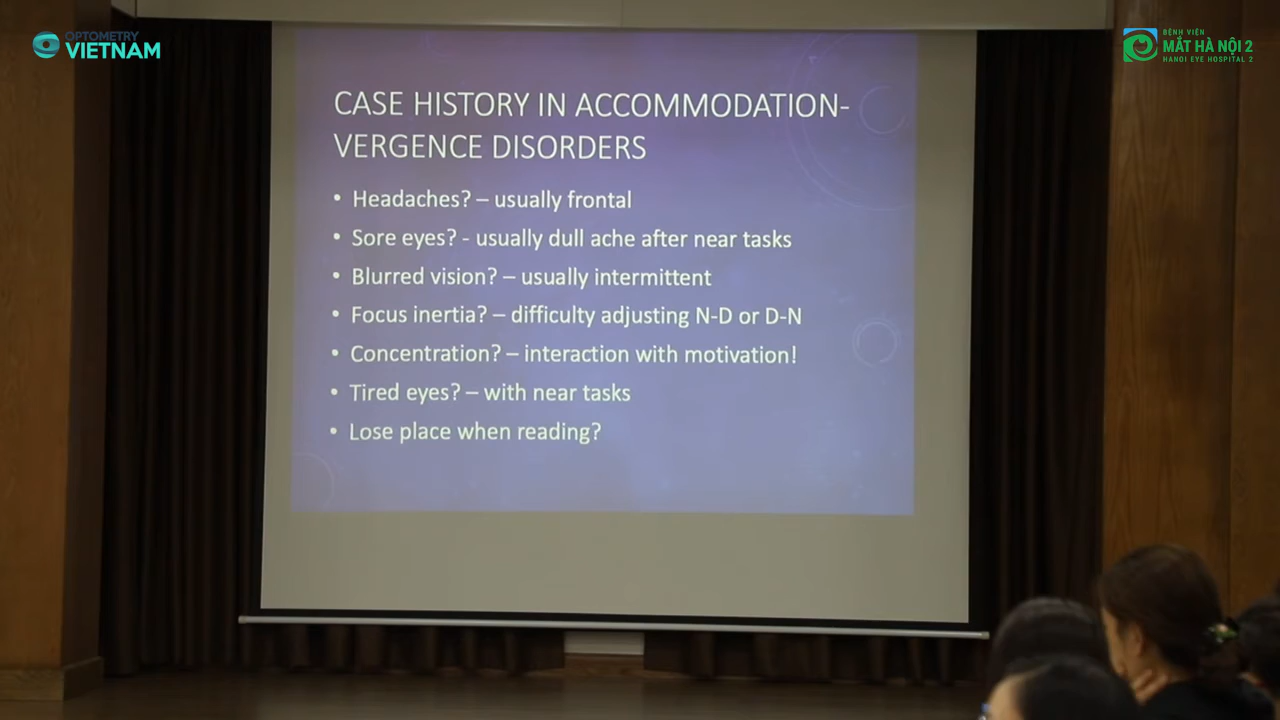 OPTOMETRY
VIETNAM
BỆNH VIỆN
MẮT HÀ NỘI 2
HANOI EYE HOSPITAL 2
CASE HISTORY IN ACCOMMODATION-
VERGENCE DISORDERS
• Headaches? – usually frontal
• Sore eyes? - usually dull ache after near tasks
• Blurred vision? – usually intermittent
• Focus inertia? – difficulty adjusting N-D or D-N
• Concentration? – interaction with motivation!
• Tired eyes? – with near tasks
• Lose place when reading?